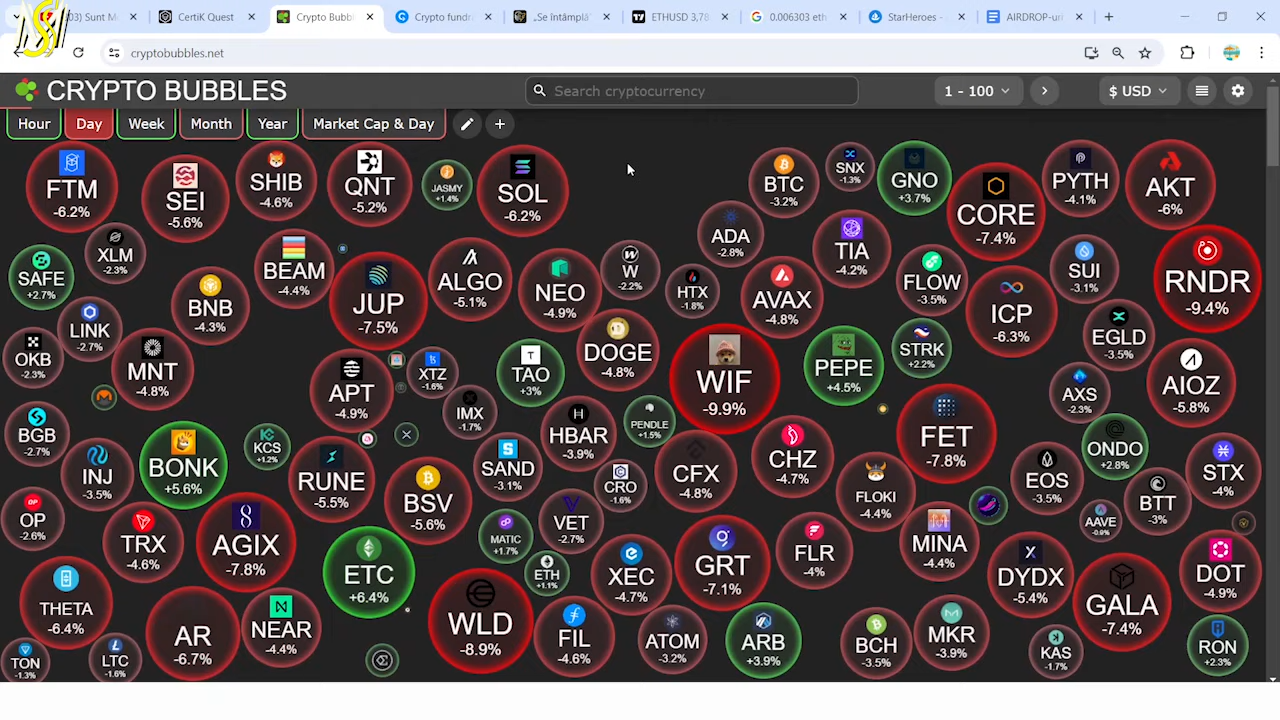 ) Sunt M
CertiK Quest
Crypto Bubb
Crypto fundr
„Se întâmplă
ETHUSD 3,78
0.006303 eth
StarHeroes -
AIRDROP-uri
cryptobubbles.net
CRYPTO BUBBLES
Search cryptocurrency
1 - 100
$ USD
Hour
Day
Week
Month
Year
Market Cap & Day
FTM
-6.2%
SEI
-5.6%
SHIB
-4.6%
QNT
-5.2%
JASMY
+1.4%
SOL
-6.2%
BTC
-3.2%
SNX
-1.3%
GNO
+3.7%
CORE
-7.4%
PYTH
-4.1%
AKT
-6%
SAFE
+2.7%
XLM
-2.3%
BNB
-4.3%
BEAM
-4.4%
JUP
-7.5%
ALGO
-5.1%
NEO
-4.9%
W
-2.2%
HTX
-1.8%
ADA
-2.8%
AVAX
-4.8%
TIA
-4.2%
FLOW
-3.5%
ICP
-6.3%
SUI
-3.1%
EGLD
-3.5%
RNDR
-9.4%
LINK
-2.7%
OKB
-2.3%
MNT
-4.8%
APT
-4.9%
XTZ
-1.6%
TAO
+3%
DOGE
-4.8%
WIF
-9.9%
PEPE
+4.5%
STRK
+2.2%
AXS
-2.3%
AIOZ
-5.8%
BGB
-2.7%
INJ
-3.5%
BONK
+5.6%
KCS
+1.2%
RUNE
-5.5%
IMX
-1.7%
BSV
-5.6%
SAND
-3.1%
HBAR
-3.9%
PENDLE
+1.5%
CRO
-1.6%
CFX
-4.8%
CHZ
-4.7%
FET
-7.8%
FLOKI
-4.4%
EOS
-3.5%
ONDO
+2.8%
BTT
-3%
STX
-4%
OP
-2.6%
TRX
-4.6%
AGIX
-7.8%
ETC
+6.4%
MATIC
+1.7%
VET
-2.7%
ETH
+1.1%
XEC
-4.7%
GRT
-7.1%
FLR
-4%
MINA
-4.4%
DYDX
-5.4%
AAVE
-0.9%
GALA
-7.4%
DOT
-4.9%
THETA
-6.4%
TON
-1.3%
LTC
-1.6%
AR
-6.7%
NEAR
-4.4%
WLD
-8.9%
FIL
-4.6%
ATOM
-3.2%
ARB
+3.9%
BCH
-3.5%
MKR
-3.9%
KAS
-1.7%
RON
+2.3%